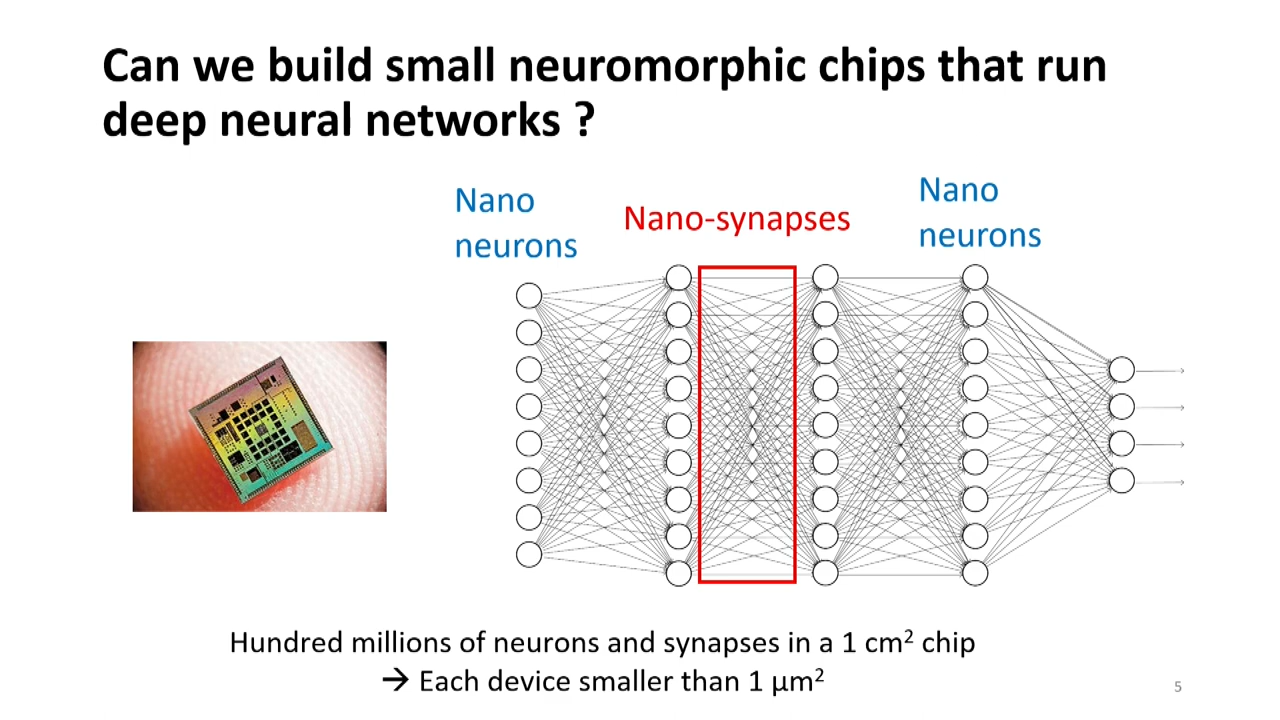 Can we build small neuromorphic chips that run
deep neural networks ?
Nano
neurons
Nano-synapses
Nano
neurons
Hundred millions of neurons and synapses in a 1 cm² chip
→ Each device smaller than 1 µm²
5